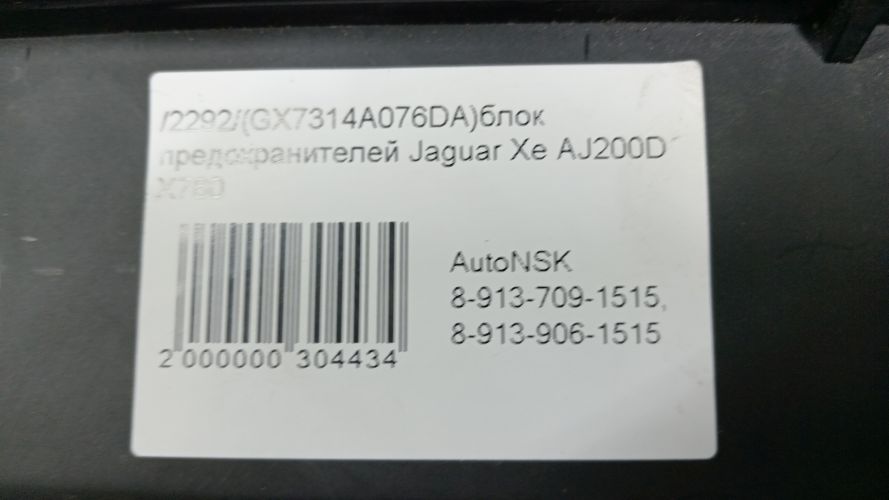 /2292/(GX7314A076DA)блок
предохранителей Jaguar Xe AJ200D
X760
AutoNSK
8-913-709-1515,
8-913-906-1515
2 000000 304434